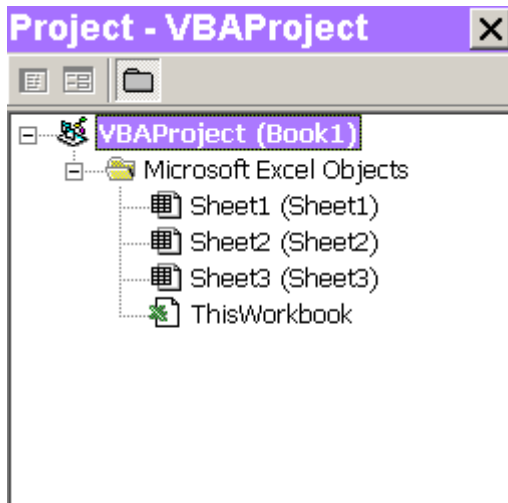 Project - VBAProject
VBAProject (Book1)
Microsoft Excel Objects
Sheet1 (Sheet1)
Sheet2 (Sheet2)
Sheet3 (Sheet3)
ThisWorkbook